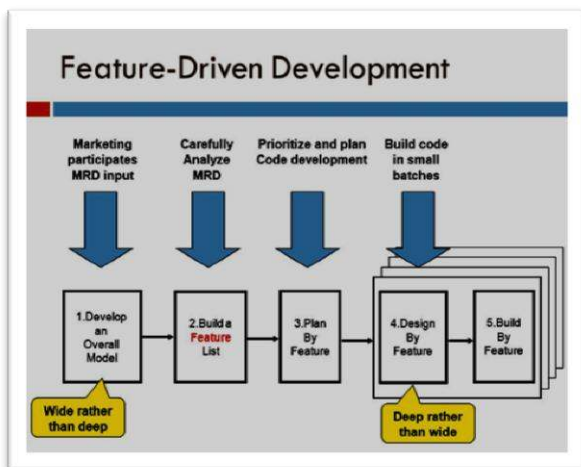 Feature-Driven Development
Marketing
participates
MRD input
Carefully
Analyze
MRD
Prioritize and plan
Code development
Build code
in small
batches
1.Develop
an
Overall
Model
2.Build a
Feature
List
3.Plan
By
Feature
4.Design
By
Feature
5.Build
By
Feature
Wide rather
than deep
Deep rather
than wide